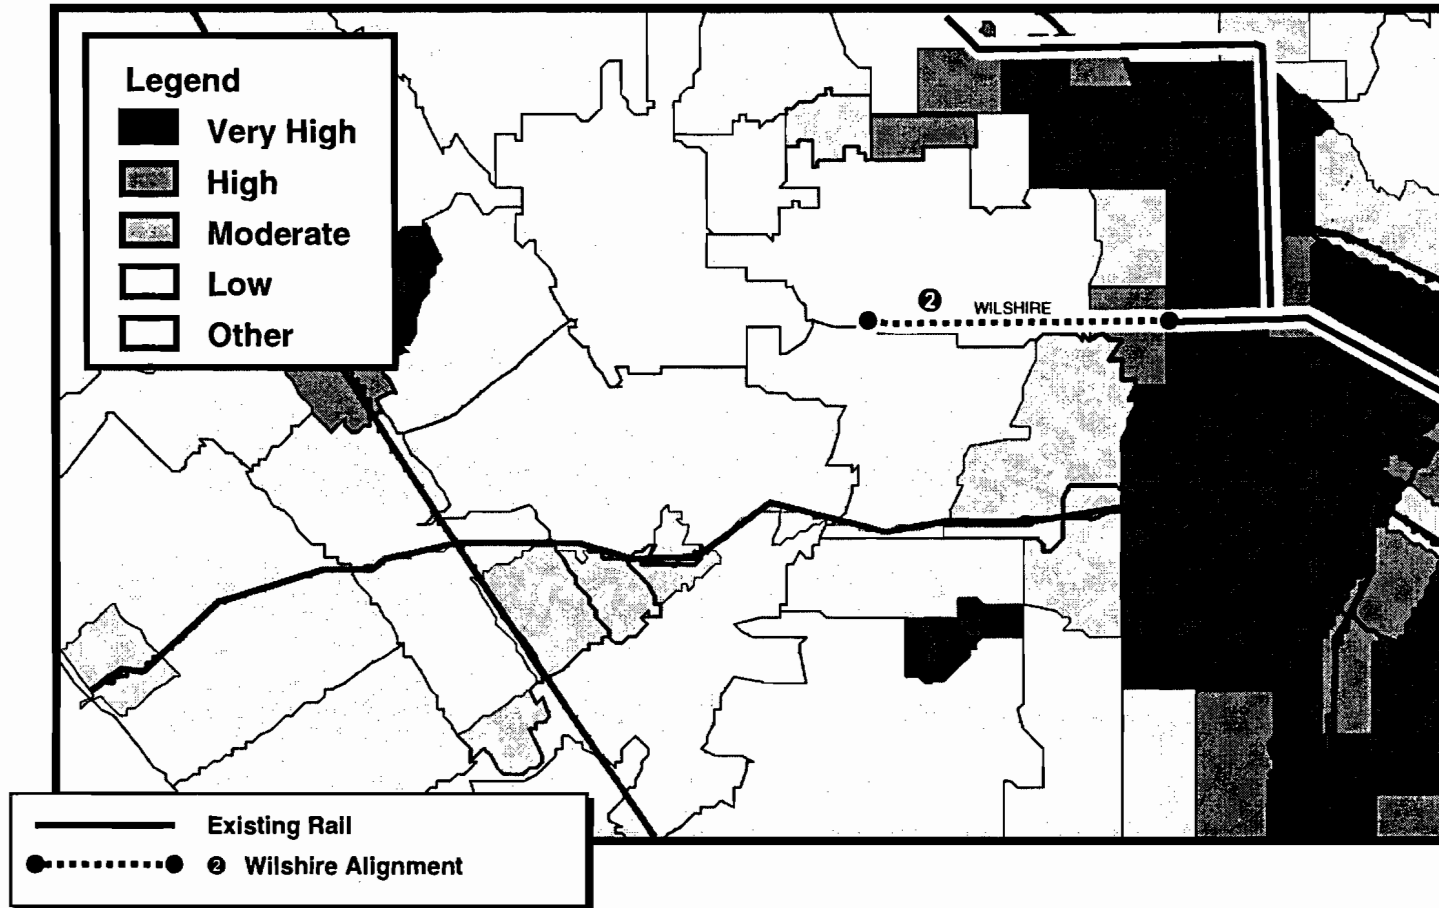 Legend
Very High
High
Moderate
Low
Other
❷
WILSHIRE
Existing Rail
❷ Wilshire Alignment